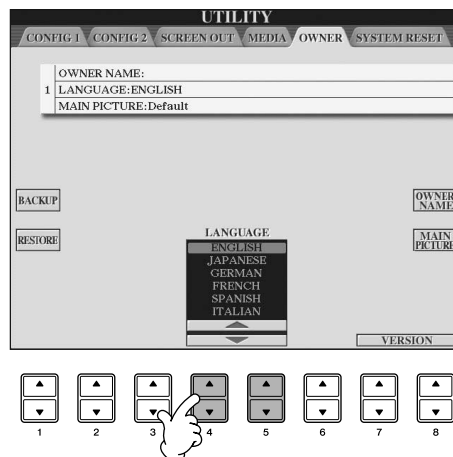 UTILITY
CONFIG 1 CONFIG 2 SCREEN OUT MEDIA OWNER SYSTEM RESET
OWNER NAME:
1 LANGUAGE:ENGLISH
MAIN PICTURE:Default
BACKUP
OWNER
NAME
RESTORE
MAIN
PICTURE
LANGUAGE
ENGLISH
JAPANESE
GERMAN
FRENCH
SPANISH
ITALIAN
VERSION
1 2 3 4 5 6 7 8